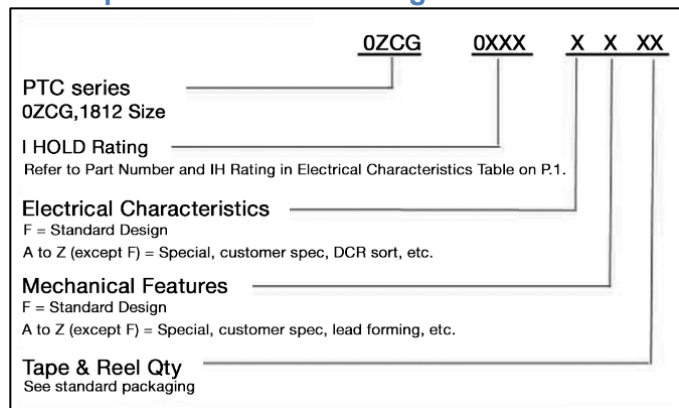 0ZCG 0XXX X X XX
PTC series
0ZCG,1812 Size
I HOLD Rating
Refer to Part Number and IH Rating in Electrical Characteristics Table on P.1.
Electrical Characteristics
F = Standard Design
A to Z (except F) = Special, customer spec, DCR sort, etc.
Mechanical Features
F = Standard Design
A to Z (except F) = Special, customer spec, lead forming, etc.
Tape & Reel Qty
See standard packaging